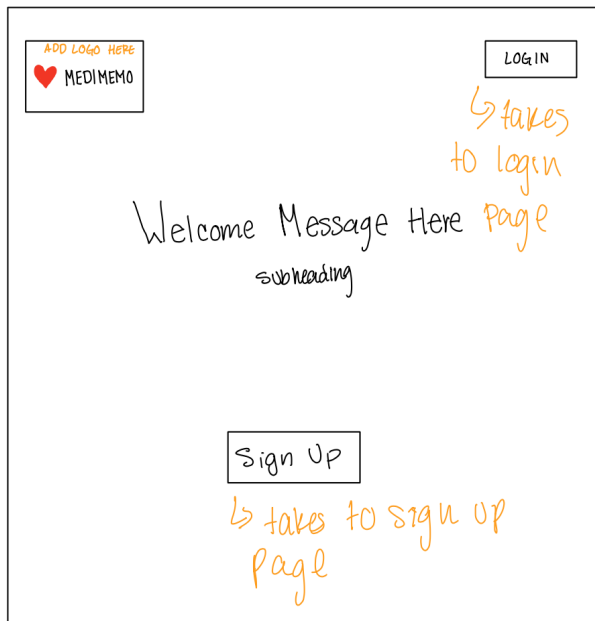 ADD LOGO HERE
MEDIMEMO
LOGIN
↳ takes
to login
page
Welcome Message Here
subheading
Sign Up
↳ takes to sign up
page